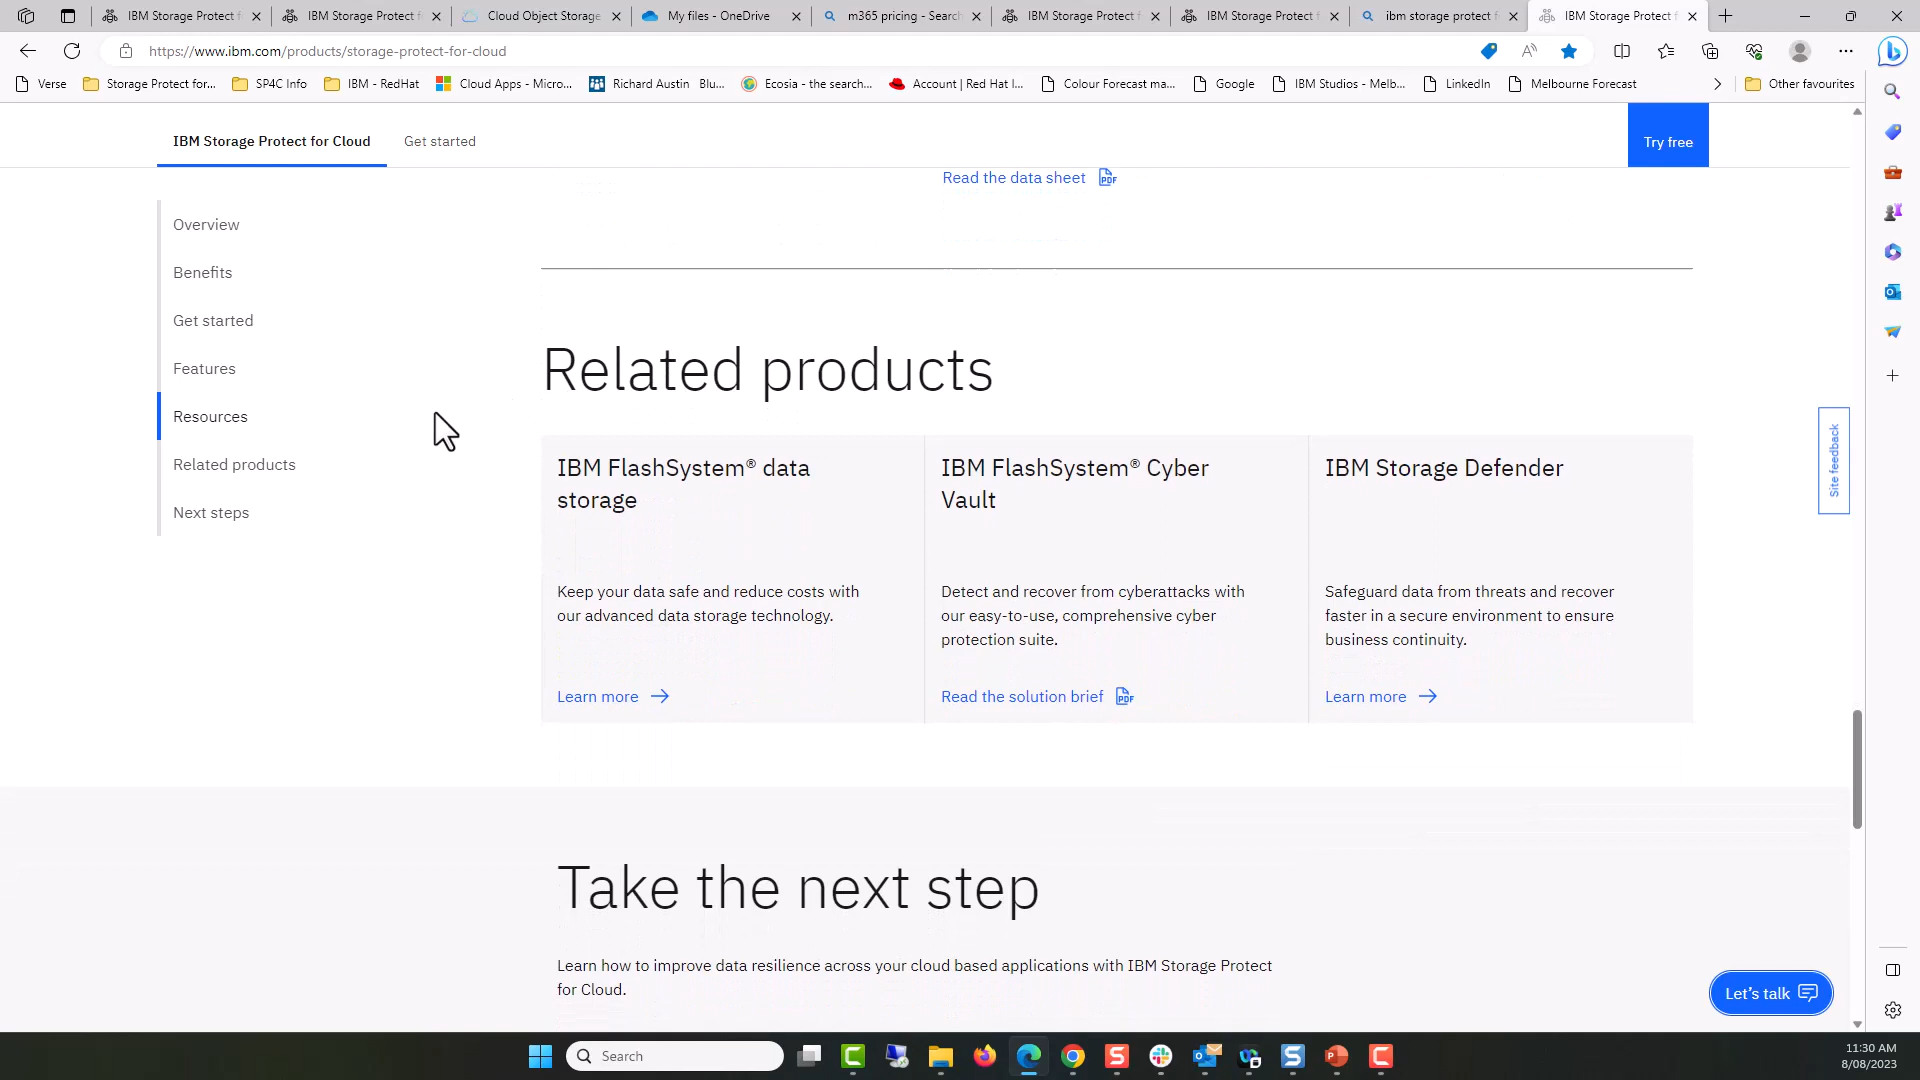 IBM Storage Protect f
IBM Storage Protect f
Cloud Object Storage
My files - OneDrive
m365 pricing - Search
IBM Storage Protect f
IBM Storage Protect f
ibm storage protect f
IBM Storage Protect f
https://www.ibm.com/products/storage-protect-for-cloud
Verse
Storage Protect for...
SP4C Info
IBM - RedHat
Cloud Apps - Micro...
Richard Austin Blu...
Ecosia - the search...
Account | Red Hat I...
Colour Forecast ma...
Google
IBM Studios - Melb...
LinkedIn
Melbourne Forecast
Other favourites
IBM Storage Protect for Cloud
Get started
Try free
Read the data sheet PDF
Overview
Benefits
Get started
Features
Resources
Related products
Next steps
Related products
IBM FlashSystem® data
storage
Keep your data safe and reduce costs with
our advanced data storage technology.
Learn more
IBM FlashSystem® Cyber
Vault
Detect and recover from cyberattacks with
our easy-to-use, comprehensive cyber
protection suite.
Read the solution brief PDF
IBM Storage Defender
Safeguard data from threats and recover
faster in a secure environment to ensure
business continuity.
Learn more
Site feedback
Take the next step
Learn how to improve data resilience across your cloud based applications with IBM Storage Protect
for Cloud.
Let's talk
Search
11:30 AM
8/08/2023